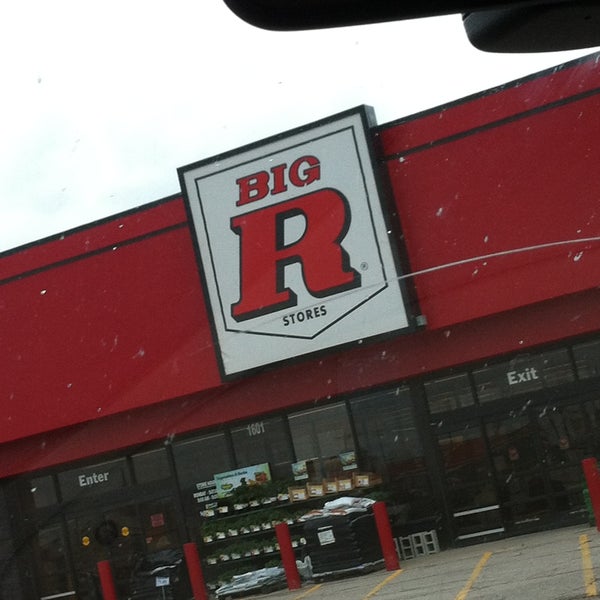 BIG
R
®
STORES
Exit
1601
Enter